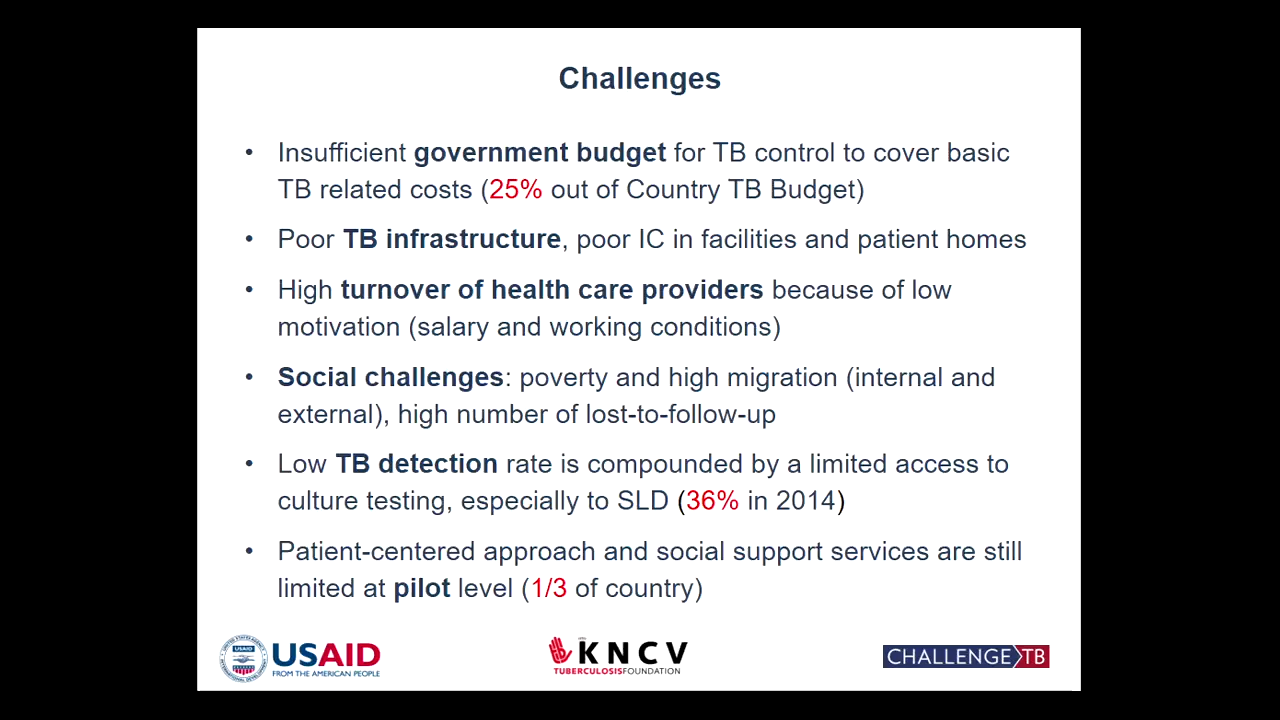 Challenges
• Insufficient government budget for TB control to cover basic
TB related costs (25% out of Country TB Budget)
• Poor TB infrastructure, poor IC in facilities and patient homes
• High turnover of health care providers because of low
motivation (salary and working conditions)
• Social challenges: poverty and high migration (internal and
external), high number of lost-to-follow-up
• Low TB detection rate is compounded by a limited access to
culture testing, especially to SLD (36% in 2014)
• Patient-centered approach and social support services are still
limited at pilot level (1/3 of country)
USAID
FROM THE AMERICAN PEOPLE
KNCV
TUBERCULOSISFOUNDATION
CHALLENGE TB